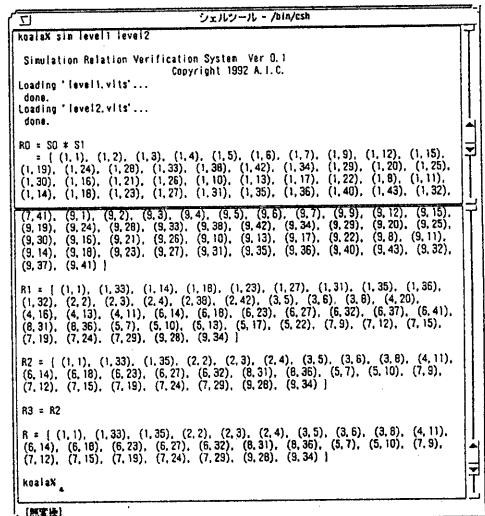 シェルツール - /bin/csh
koala% sim level1 level2
Simulation Relation Verification System Ver 0.1
Copyright 1992 A.I.C.
Loading 'level1.vlts'...
done.
Loading 'level2.vlts'...
done.
R0 = S0 * S1
= { (1, 1), (1, 2), (1, 3), (1, 4), (1, 5), (1, 6), (1, 7), (1, 9), (1, 12), (1, 15),
(1, 19), (1, 24), (1, 28), (1, 33), (1, 38), (1, 42), (1, 34), (1, 29), (1, 20), (1, 25),
(1, 30), (1, 16), (1, 21), (1, 26), (1, 10), (1, 13), (1, 17), (1, 22), (1, 8), (1, 11),
(1, 14), (1, 18), (1, 23), (1, 27), (1, 31), (1, 35), (1, 36), (1, 40), (1, 43), (1, 32),
(7, 41), (9, 1), (9, 2), (9, 3), (9, 4), (9, 5), (9, 6), (9, 7), (9, 9), (9, 12), (9, 15),
(9, 19), (9, 24), (9, 28), (9, 33), (9, 38), (9, 42), (9, 34), (9, 29), (9, 20), (9, 25),
(9, 30), (9, 16), (9, 21), (9, 26), (9, 10), (9, 13), (9, 17), (9, 22), (9, 8), (9, 11),
(9, 14), (9, 18), (9, 23), (9, 27), (9, 31), (9, 35), (9, 36), (9, 40), (9, 43), (9, 32),
(9, 37), (9, 41) }
R1 = { (1, 1), (1, 33), (1, 14), (1, 18), (1, 23), (1, 27), (1, 31), (1, 35), (1, 36),
(1, 32), (2, 2), (2, 3), (2, 4), (2, 38), (2, 42), (3, 5), (3, 6), (3, 8), (4, 20),
(4, 16), (4, 13), (4, 11), (6, 14), (6, 18), (6, 23), (6, 27), (6, 32), (6, 37), (6, 41)
(8, 31), (8, 36), (5, 7), (5, 10), (5, 13), (5, 17), (5, 22), (7, 9), (7, 12), (7, 15),
(7, 19), (7, 24), (7, 29), (9, 28), (9, 34) }
R2 = { (1, 1), (1, 33), (1, 35), (2, 2), (2, 3), (2, 4), (3, 5), (3, 6), (3, 8), (4, 11),
(6, 14), (6, 18), (6, 23), (6, 27), (6, 32), (8, 31), (8, 36), (5, 7), (5, 10), (7, 9),
(7, 12), (7, 15), (7, 19), (7, 24), (7, 29), (9, 28), (9, 34) }
R3 = R2
R = { (1, 1), (1, 33), (1, 35), (2, 2), (2, 3), (2, 4), (3, 5), (3, 6), (3, 8), (4, 11),
(6, 14), (6, 18), (6, 23), (6, 27), (6, 32), (8, 31), (8, 36), (5, 7), (5, 10), (7, 9),
(7, 12), (7, 15), (7, 19), (7, 24), (7, 29), (9, 28), (9, 34) }
koala%
[無変換]